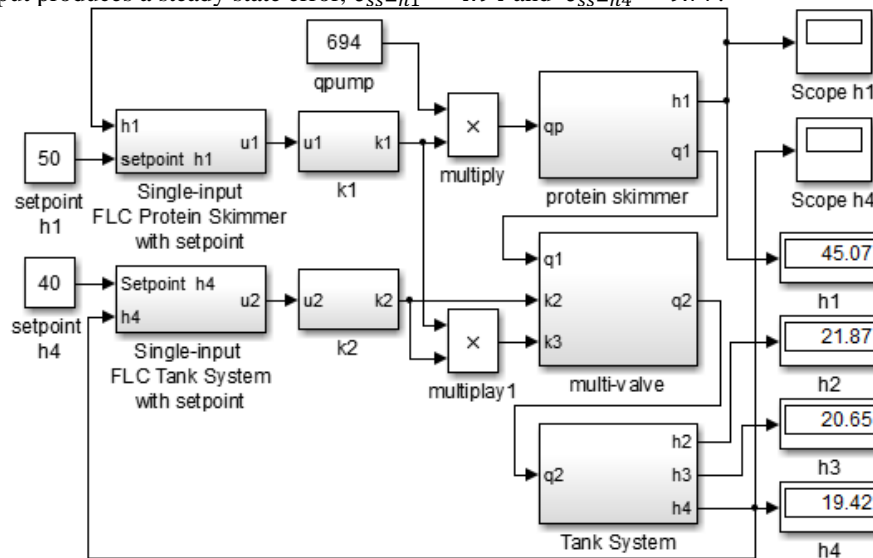 694
qpump
h1
setpoint h1
u1
Single-input
FLC Protein Skimmer
with setpoint
50
setpoint
h1
u1
k1
k1
×
multiply
qp
h1
q1
protein skimmer
Scope h1
Scope h4
40
setpoint
h4
Setpoint h4
h4
u2
Single-input
FLC Tank System
with setpoint
u2
k2
k2
×
multiplay1
q1
k2
k3
q2
multi-valve
q2
h2
h3
h4
Tank System
45.07
h1
21.87
h2
20.65
h3
19.42
h4